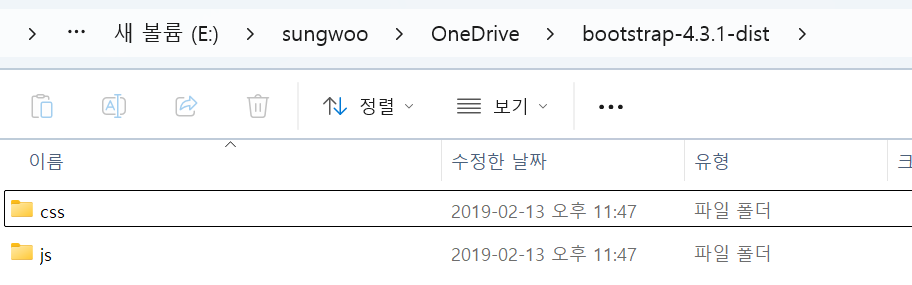 … 새 볼륨 (E:) sungwoo OneDrive bootstrap-4.3.1-dist
정렬 보기
이름 수정한 날짜 유형 크
css 2019-02-13 오후 11:47 파일 폴더
js 2019-02-13 오후 11:47 파일 폴더